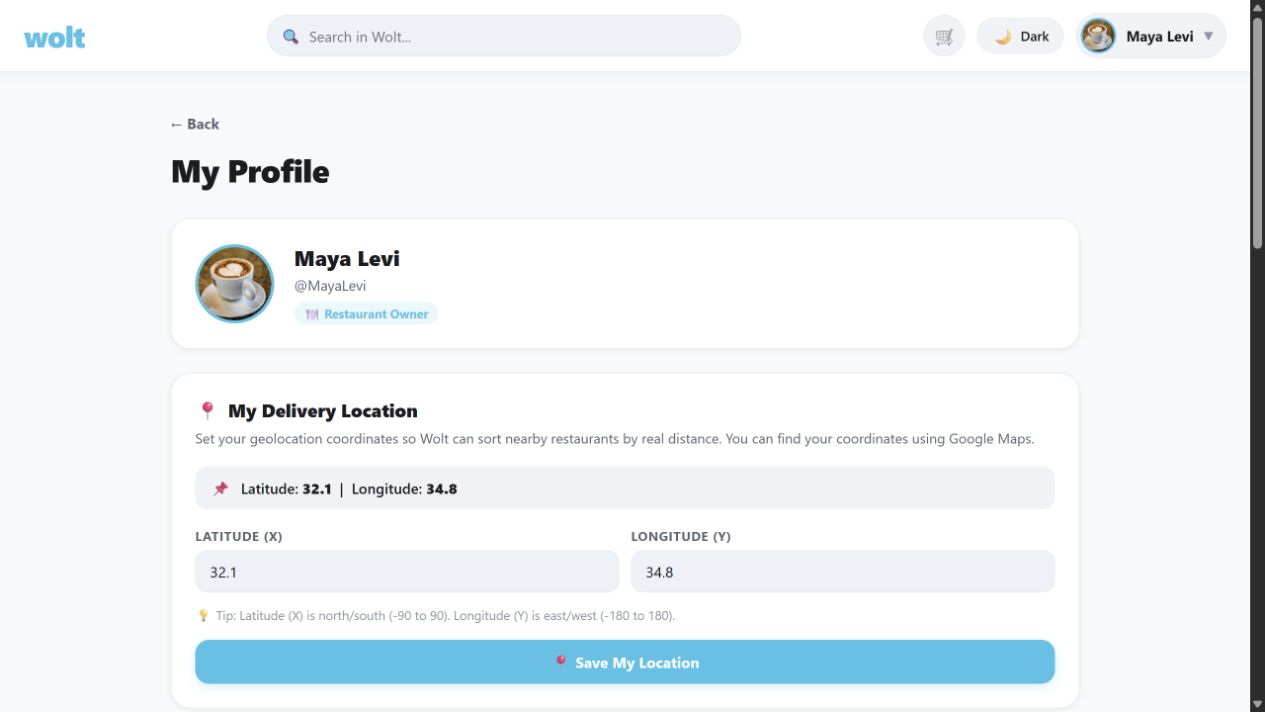 wolt
Search in Wolt...
Dark
Maya Levi ▼
← Back
My Profile
Maya Levi
@MayaLevi
Restaurant Owner
My Delivery Location
Set your geolocation coordinates so Wolt can sort nearby restaurants by real distance. You can find your coordinates using Google Maps.
Latitude: 32.1 | Longitude: 34.8
LATITUDE (X)
LONGITUDE (Y)
32.1
34.8
Tip: Latitude (X) is north/south (-90 to 90). Longitude (Y) is east/west (-180 to 180).
Save My Location